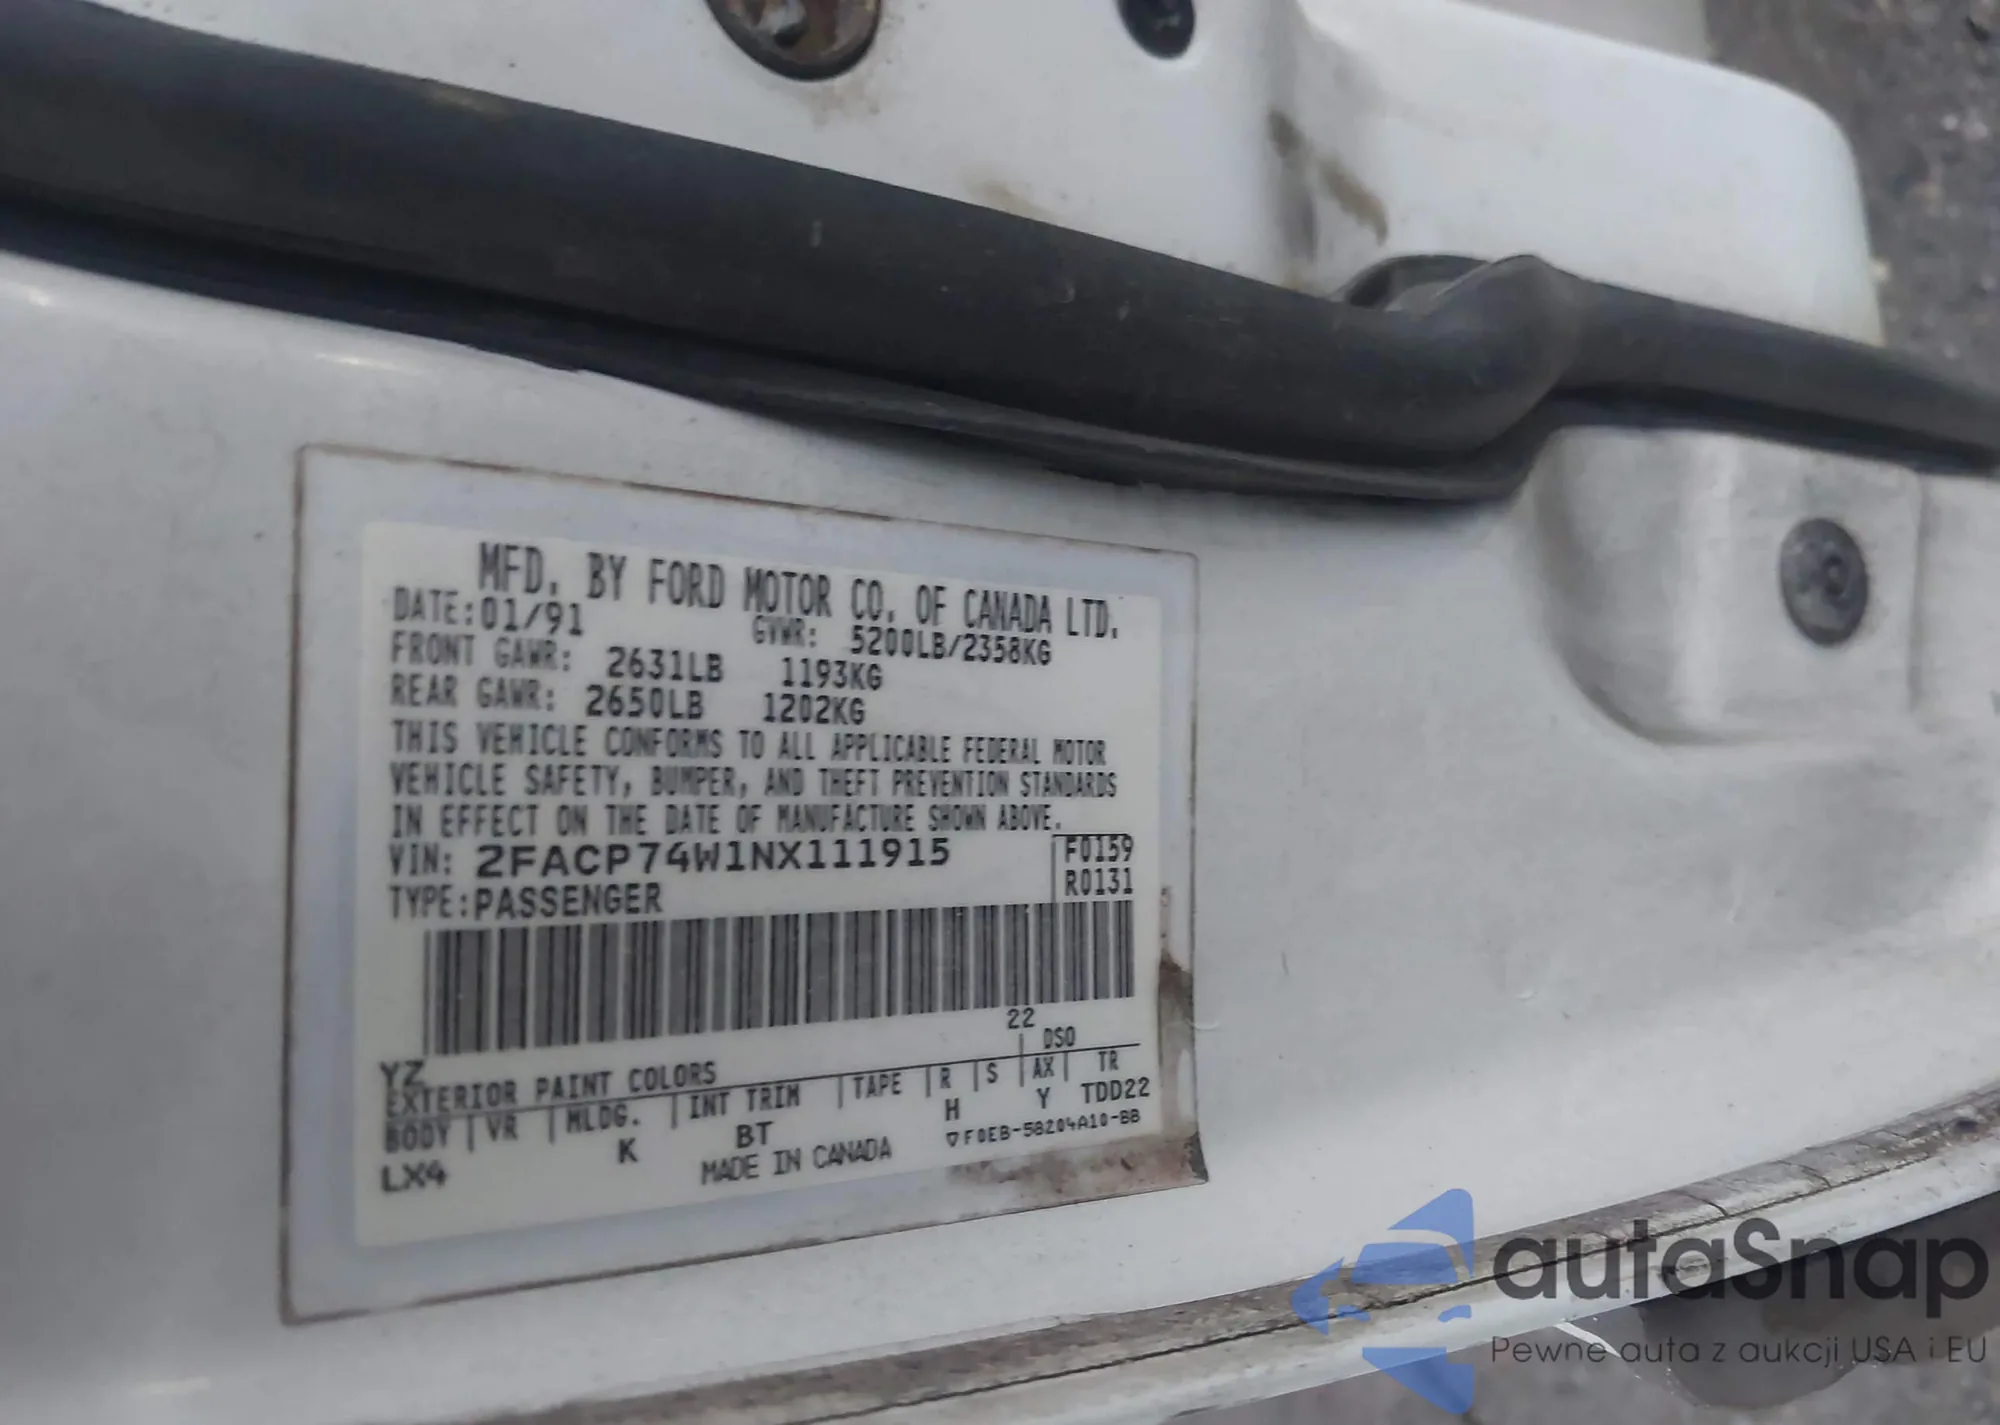 MFD. BY FORD MOTOR CO. OF CANADA LTD.
DATE:01/91 GVWR: 5200LB/2358KG
FRONT GAWR: 2631LB 1193KG
REAR GAWR: 2650LB 1202KG
THIS VEHICLE CONFORMS TO ALL APPLICABLE FEDERAL MOTOR
VEHICLE SAFETY, BUMPER, AND THEFT PREVENTION STANDARDS
IN EFFECT ON THE DATE OF MANUFACTURE SHOWN ABOVE.
VIN: 2FACP74W1NX111915 F0159
TYPE:PASSENGER R0131
22
YZ DSO
EXTERIOR PAINT COLORS
BODY VR MLDG. INT TRIM TAPE R S AX TR
LX4 K BT H Y TDD22
MADE IN CANADA ▽F0EB-58204A10-BB
autaSnap
Pewne auta z aukcji USA i EU